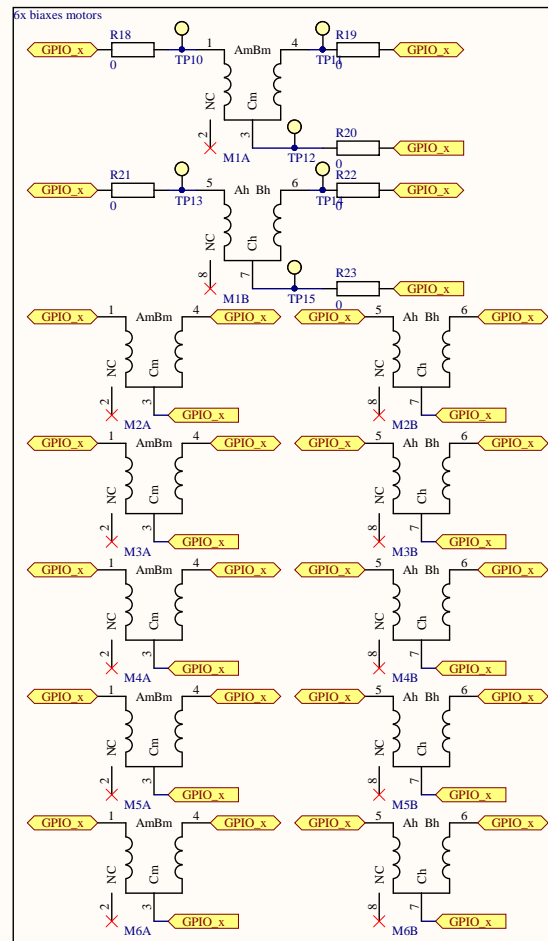 6x biaxes motors
R18
R19
GPIO_x
1
AmBm
4
GPIO_x
0
TP10
TP11
0
NC
Cm
R20
2
3
GPIO_x
M1A
TP12
0
R21
R22
GPIO_x
5
Ah Bh
6
GPIO_x
0
TP13
TP14
0
NC
Ch
R23
8
7
GPIO_x
M1B
TP15
0
GPIO_x 1 AmBm 4 GPIO_x GPIO_x 5 Ah Bh 6 GPIO_x
NC Cm NC Ch
2 3 GPIO_x 8 7 GPIO_x
M2A M2B
GPIO_x 1 AmBm 4 GPIO_x GPIO_x 5 Ah Bh 6 GPIO_x
NC Cm NC Ch
2 3 GPIO_x 8 7 GPIO_x
M3A M3B
GPIO_x 1 AmBm 4 GPIO_x GPIO_x 5 Ah Bh 6 GPIO_x
NC Cm NC Ch
2 3 GPIO_x 8 7 GPIO_x
M4A M4B
GPIO_x 1 AmBm 4 GPIO_x GPIO_x 5 Ah Bh 6 GPIO_x
NC Cm NC Ch
2 3 GPIO_x 8 7 GPIO_x
M5A M5B
GPIO_x 1 AmBm 4 GPIO_x GPIO_x 5 Ah Bh 6 GPIO_x
NC Cm NC Ch
2 3 GPIO_x 8 7 GPIO_x
M6A M6B